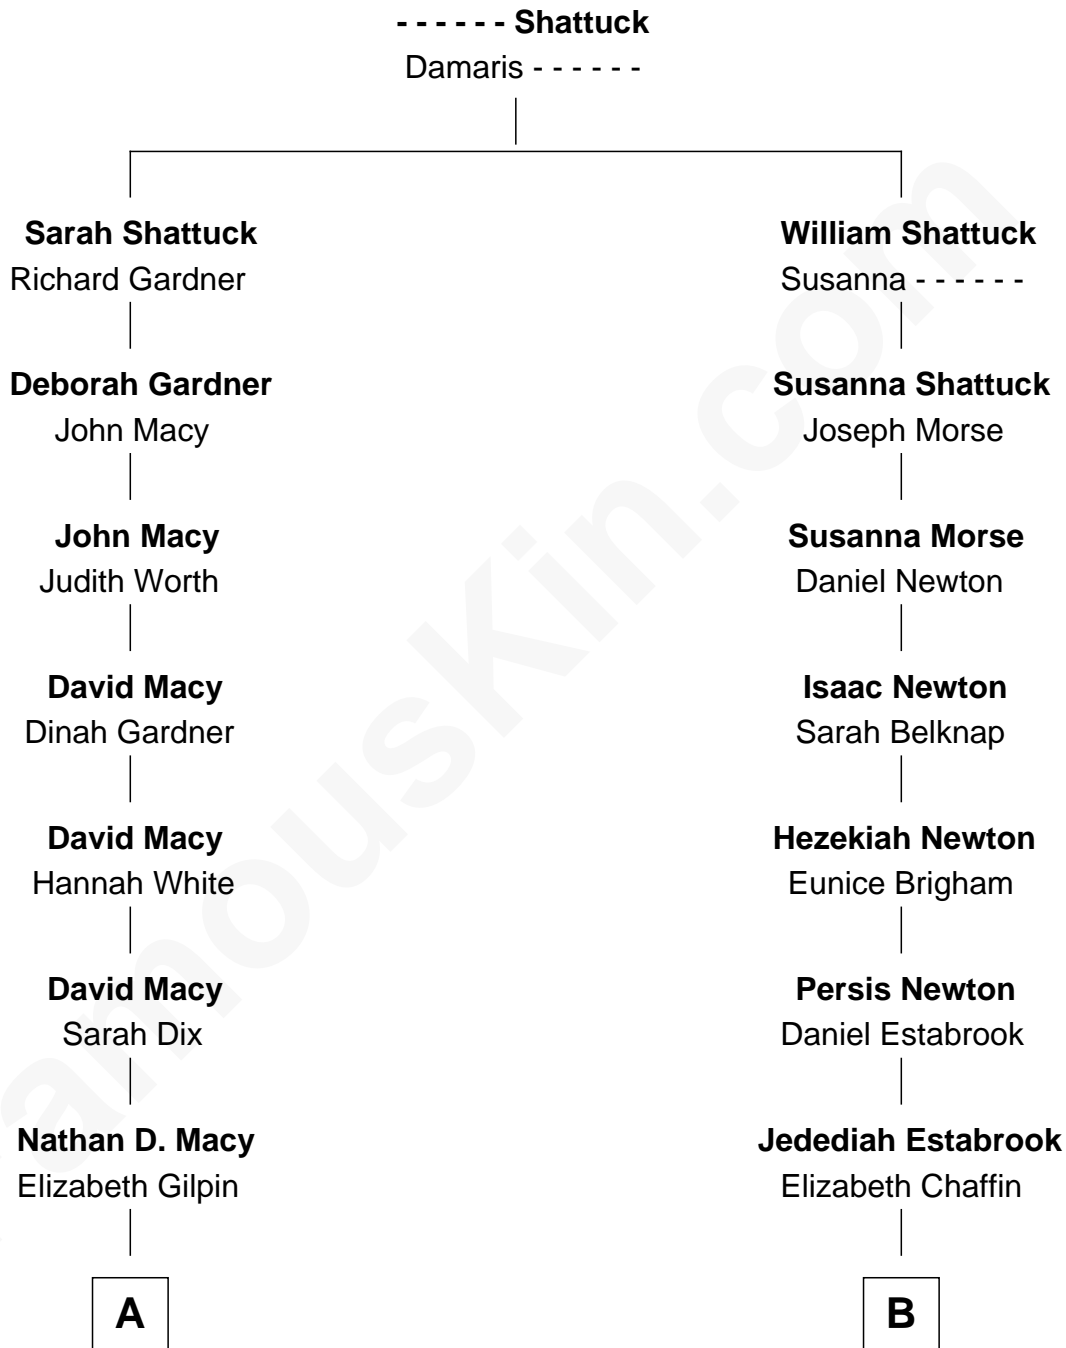 - - - - - - Shattuck
Damaris - - - - - -
Sarah Shattuck
Richard Gardner
William Shattuck
Susanna - - - - - -
Deborah Gardner
John Macy
Susanna Shattuck
Joseph Morse
John Macy
Judith Worth
Susanna Morse
Daniel Newton
David Macy
Dinah Gardner
Isaac Newton
Sarah Belknap
David Macy
Hannah White
Hezekiah Newton
Eunice Brigham
David Macy
Sarah Dix
Persis Newton
Daniel Estabrook
Nathan D. Macy
Elizabeth Gilpin
Jedediah Estabrook
Elizabeth Chaffin
A
B
amouskin.com